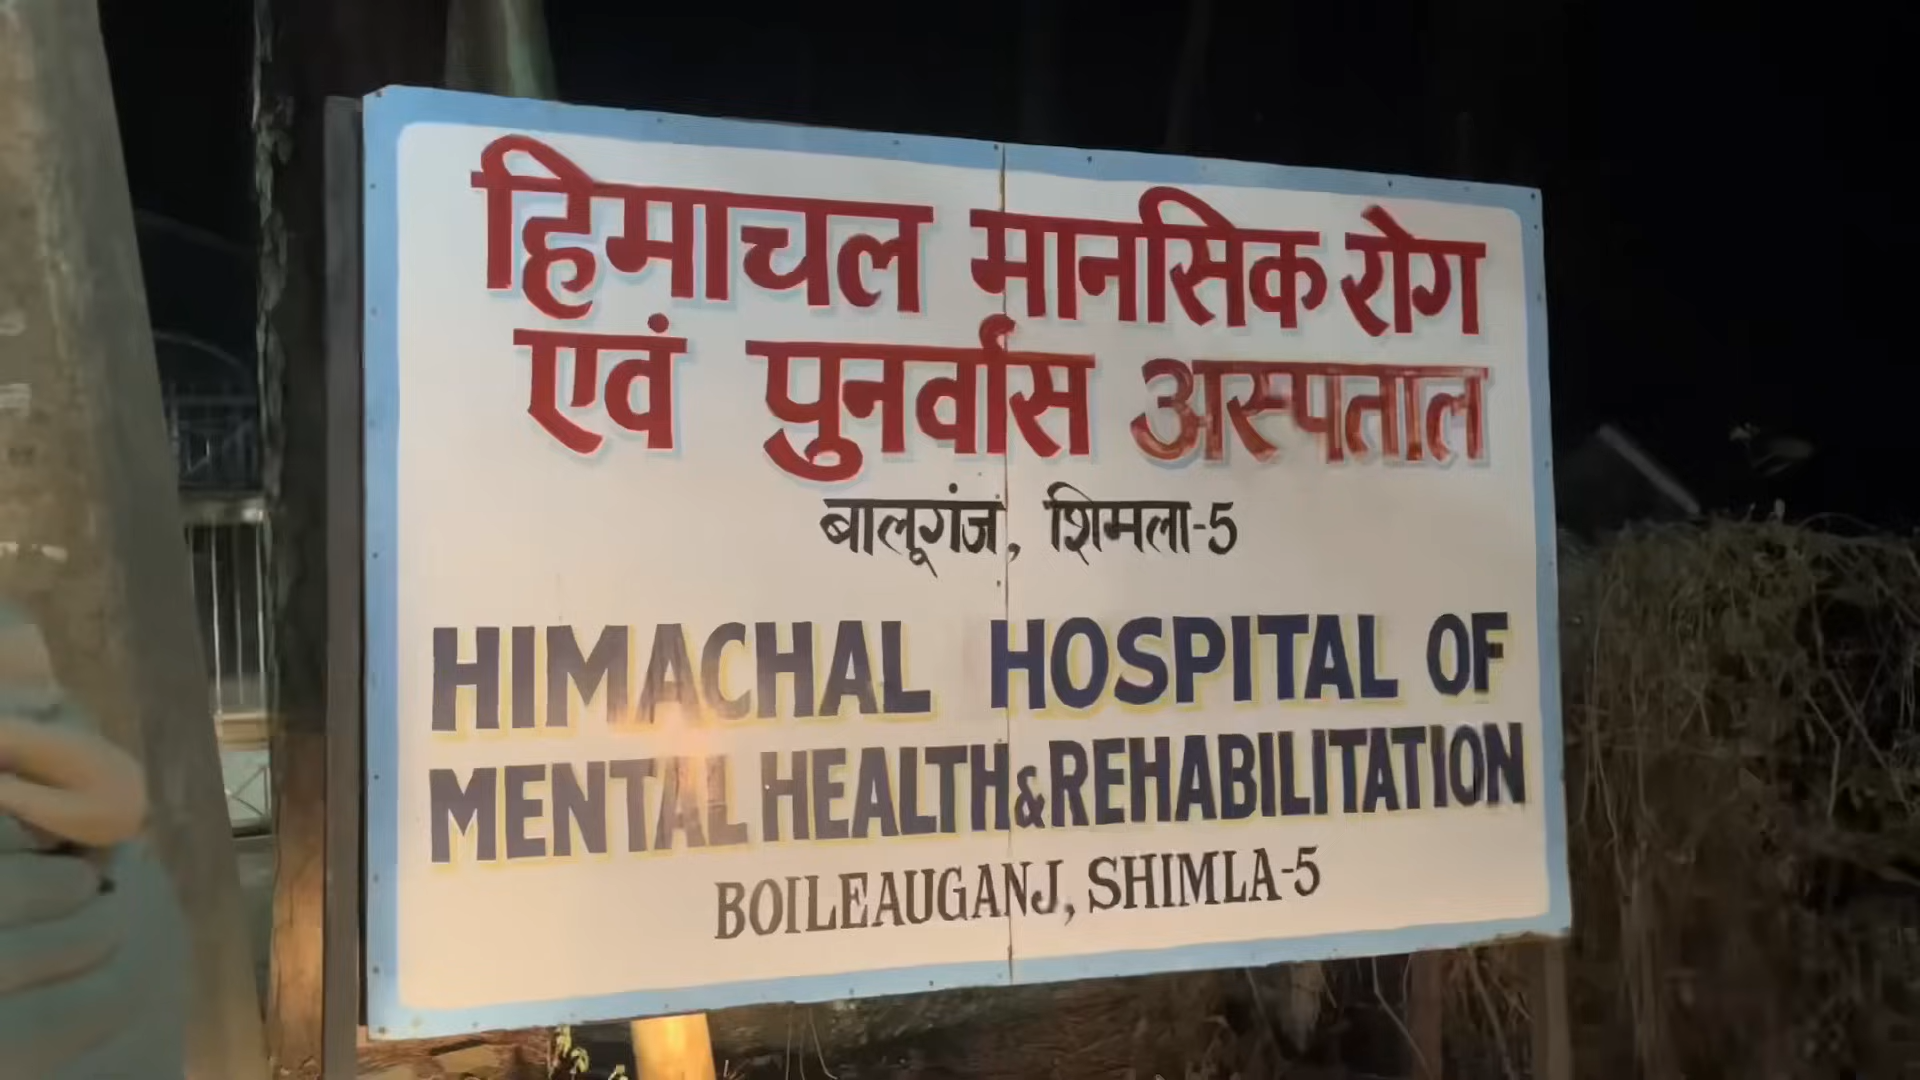 हिमाचल मानसिक रोग
एवं पुनर्वास अस्पताल
बालूगंज, शिमला-5
HIMACHAL HOSPITAL OF
MENTAL HEALTH & REHABILITATION
BOILEAUGANJ, SHIMLA-5